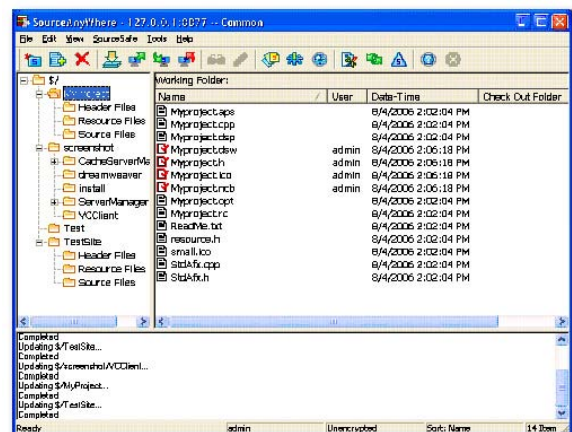 SourceAnyWhere - 127.0.0.1:8877 -- Common
File Edit View SourceSafe Tools Help
$/
Working Folder:
Name / User Date-Time Check Out Folder
MyProject
Header Files
Resource Files
Source Files
screenshot
CacheServerMa
dreamweaver
install
ServerManager
VCClient
Test
TestSite
Header Files
Resource Files
Source Files
Myproject.aps 8/4/2006 2:02:04 PM
Myproject.cpp 8/4/2006 2:02:04 PM
Myproject.dsp 8/4/2006 2:02:04 PM
Myproject.dsw admin 8/4/2006 2:06:18 PM
Myproject.h admin 8/4/2006 2:06:18 PM
Myproject.ico admin 8/4/2006 2:06:18 PM
Myproject.ncb admin 8/4/2006 2:06:18 PM
Myproject.opt 8/4/2006 2:02:04 PM
Myproject.rc 8/4/2006 2:02:04 PM
ReadMe.txt 8/4/2006 2:02:04 PM
resource.h 8/4/2006 2:02:04 PM
small.ico 8/4/2006 2:02:04 PM
StdAfx.cpp 8/4/2006 2:02:04 PM
StdAfx.h 8/4/2006 2:02:04 PM
Completed
Updating $/TestSite...
Completed
Updating $/screenshot/VCClient...
Completed
Updating $/MyProject...
Completed
Updating $/TestSite...
Completed
Ready admin Unencrypted Sort: Name 14 Item